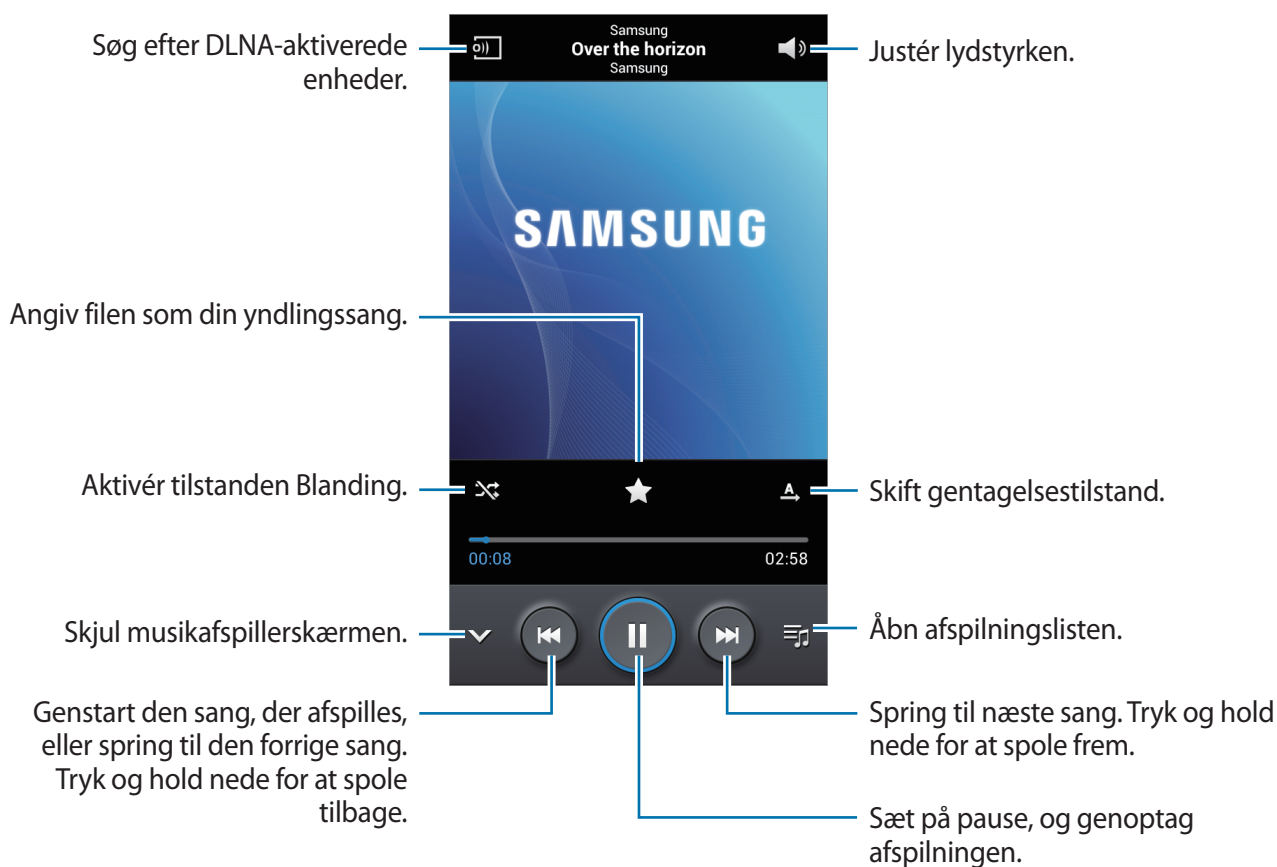 Søg efter DLNA-aktiverede
enheder.
Samsung
Over the horizon
Samsung
Justér lydstyrken.
SAMSUNG
Angiv filen som din yndlingssang.
Aktivér tilstanden Blanding.
A
Skift gentagelsestilstand.
00:08
02:58
Skjul musikafspillerskærmen.
Åbn afspilningslisten.
Genstart den sang, der afspilles,
eller spring til den forrige sang.
Tryk og hold nede for at spole
tilbage.
Spring til næste sang. Tryk og hold
nede for at spole frem.
Sæt på pause, og genoptag
afspilningen.